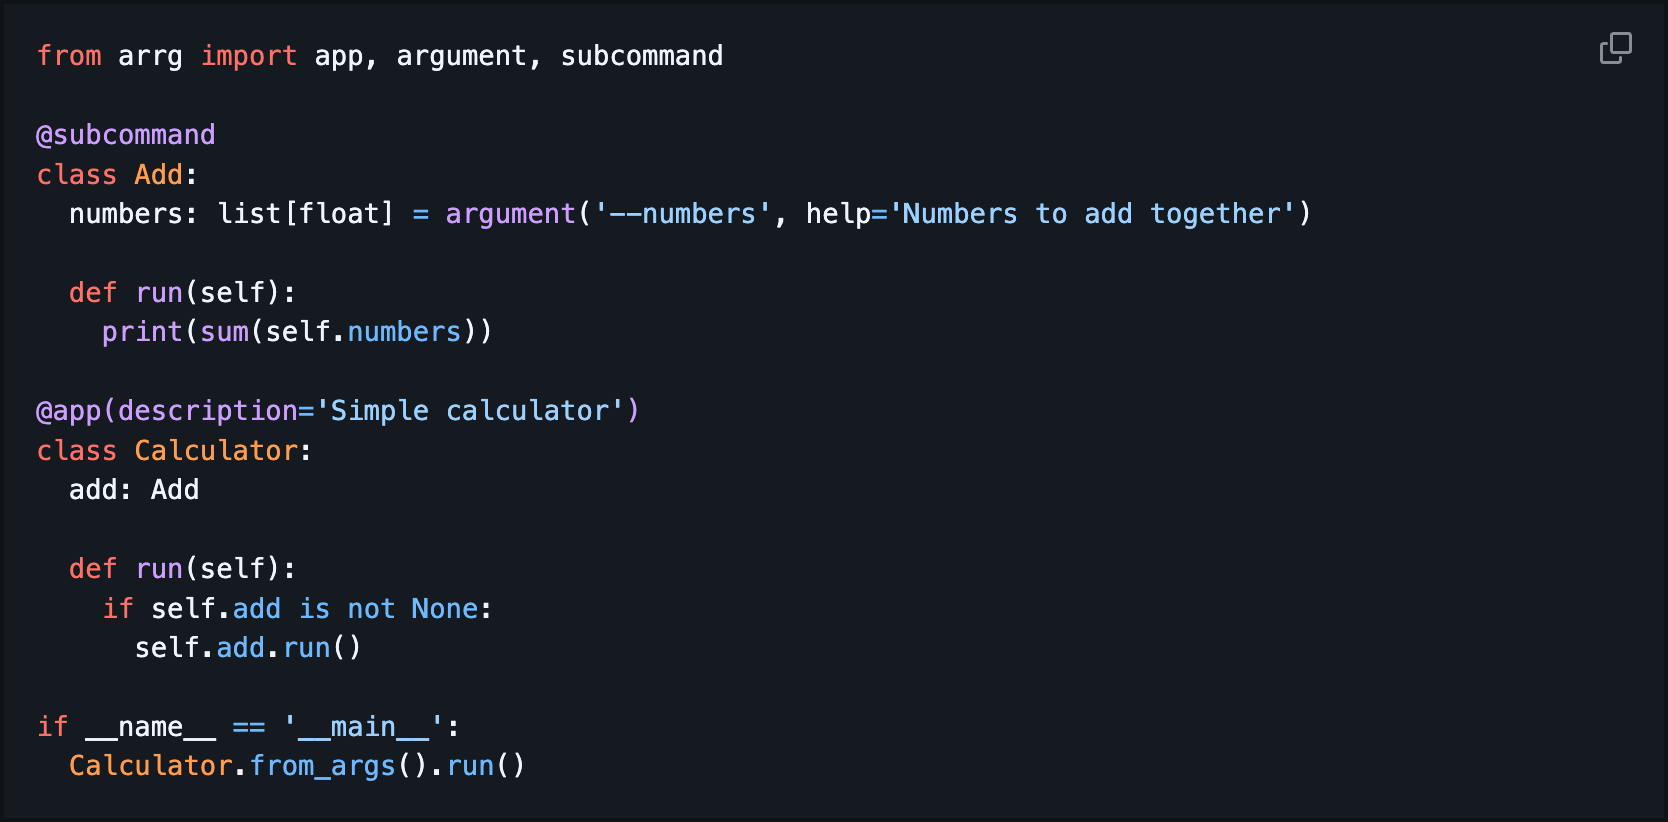 from arrg import app, argument, subcommand

@subcommand
class Add:
  numbers: list[float] = argument('--numbers', help='Numbers to add together')

  def run(self):
    print(sum(self.numbers))

@app(description='Simple calculator')
class Calculator:
  add: Add

  def run(self):
    if self.add is not None:
      self.add.run()

if __name__ == '__main__':
  Calculator.from_args().run()